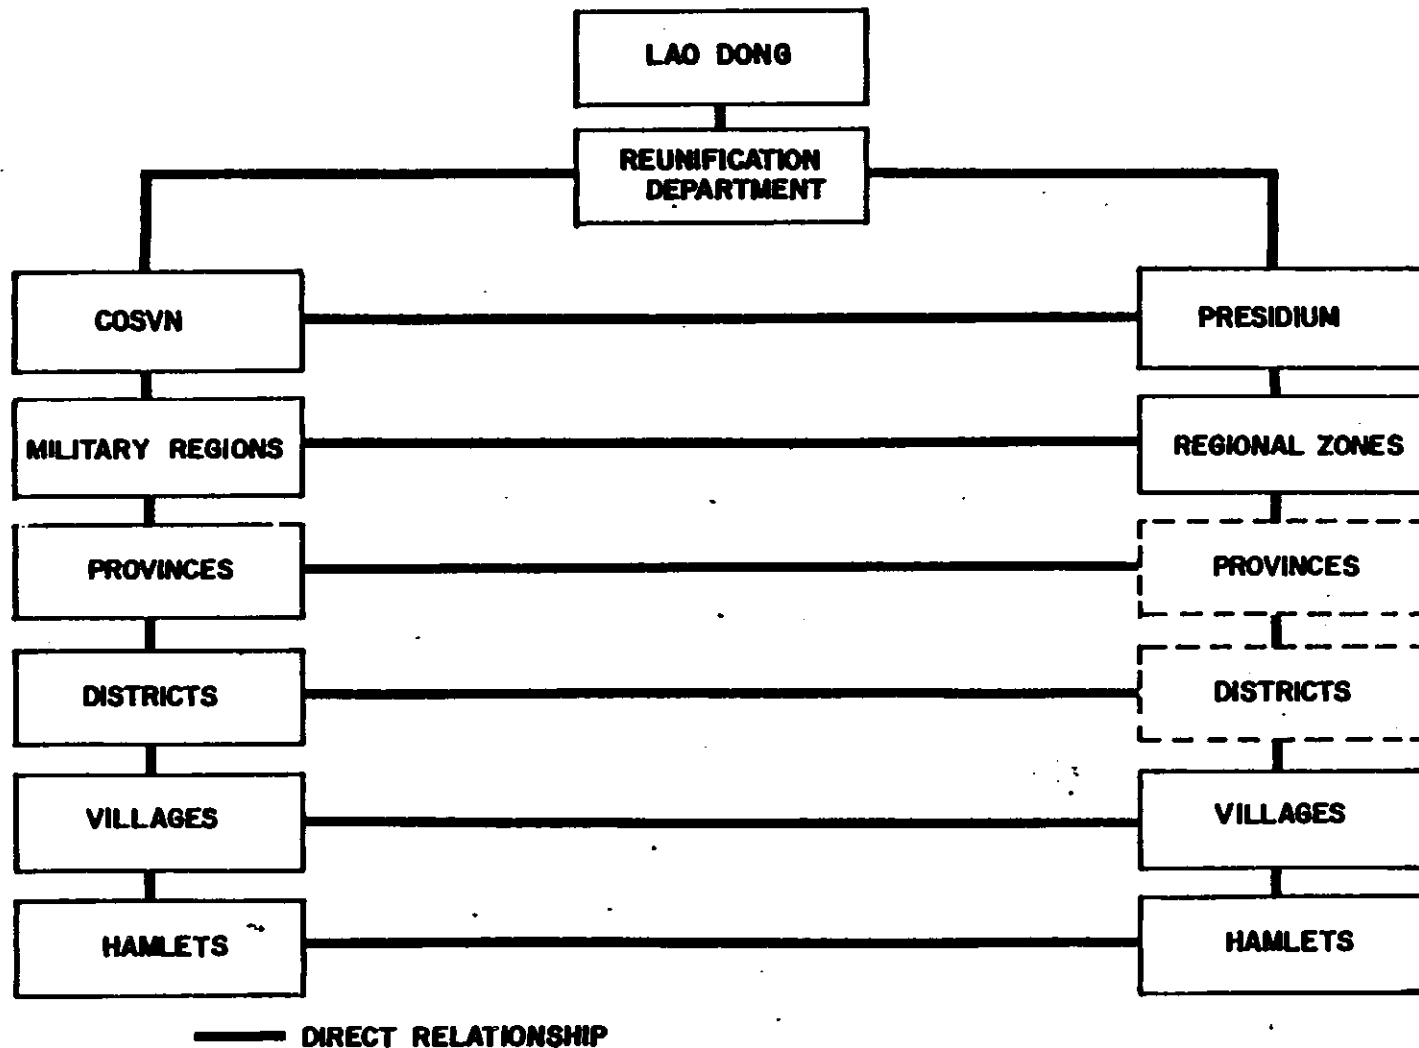 LAO DONG
REUNIFICATION
DEPARTMENT
COSVN
PRESIDIUM
MILITARY REGIONS
REGIONAL ZONES
PROVINCES
PROVINCES
DISTRICTS
DISTRICTS
VILLAGES
VILLAGES
HAMLETS
HAMLETS
DIRECT RELATIONSHIP